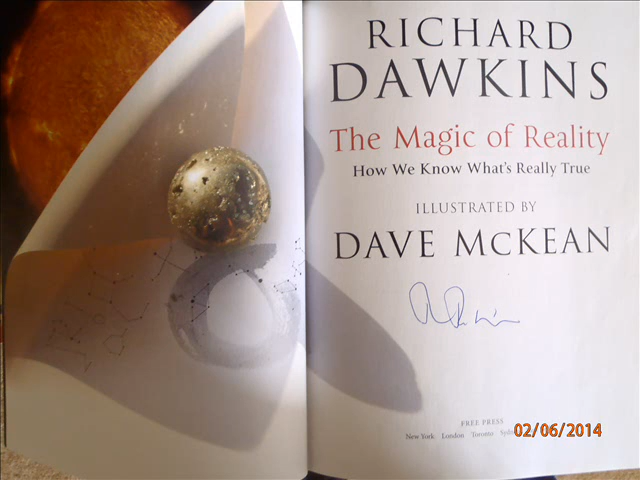 RICHARD
DAWKINS
The Magic of Reality
How We Know What's Really True
ILLUSTRATED BY
DAVE McKEAN
FREE PRESS
New York London Toronto
02/06/2014